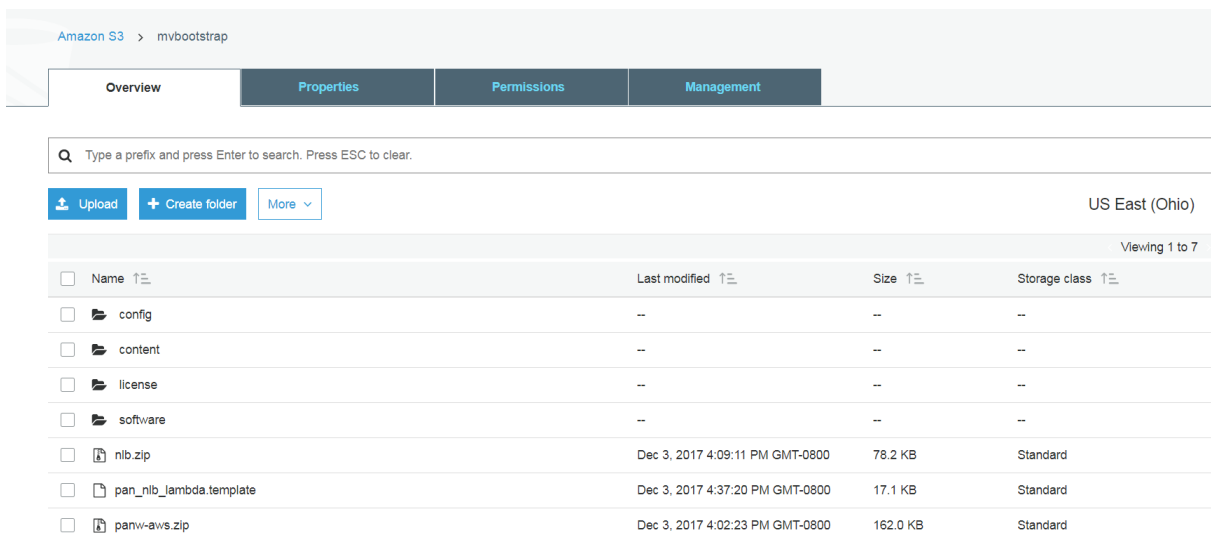 Amazon S3 > mvbootstrap
Overview Properties Permissions Management
Type a prefix and press Enter to search. Press ESC to clear.
Upload + Create folder More US East (Ohio)
Viewing 1 to 7
Name Last modified Size Storage class
config -- -- --
content -- -- --
license -- -- --
software -- -- --
nlb.zip Dec 3, 2017 4:09:11 PM GMT-0800 78.2 KB Standard
pan_nlb_lambda.template Dec 3, 2017 4:37:20 PM GMT-0800 17.1 KB Standard
panw-aws.zip Dec 3, 2017 4:02:23 PM GMT-0800 162.0 KB Standard